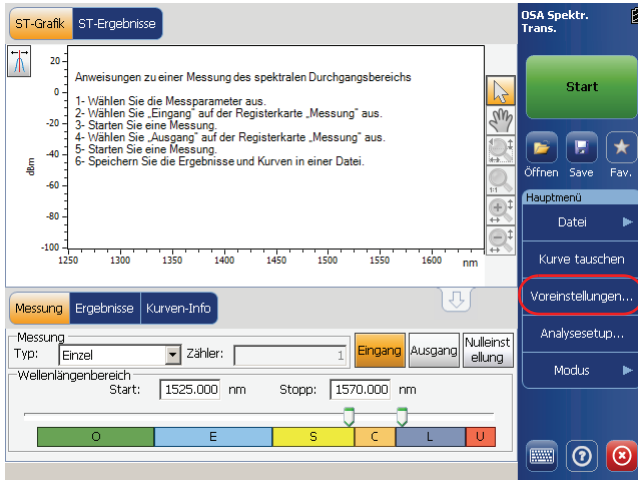 ST-Grafik ST-Ergebnisse
OSA Spektr.
Trans.
20
0
-20
-40
-60
-80
-100
dBm
Anweisungen zu einer Messung des spektralen Durchgangsbereichs
1- Wählen Sie die Messparameter aus.
2- Wählen Sie „Eingang" auf der Registerkarte „Messung" aus.
3- Starten Sie eine Messung.
4- Wählen Sie „Ausgang" auf der Registerkarte „Messung" aus.
5- Starten Sie eine Messung.
6- Speichern Sie die Ergebnisse und Kurven in einer Datei.
1250 1300 1350 1400 1450 1500 1550 1600 nm
1:1
Start
Öffnen Save Fav.
Hauptmenü
Datei
Kurve tauschen
Voreinstellungen...
Analysesetup...
Modus
Messung Ergebnisse Kurven-Info
Messung
Typ: Einzel Zähler: 1 Eingang Ausgang Nulleinst
ellung
Wellenlängenbereich
Start: 1525.000 nm Stopp: 1570.000 nm
O E S C L U